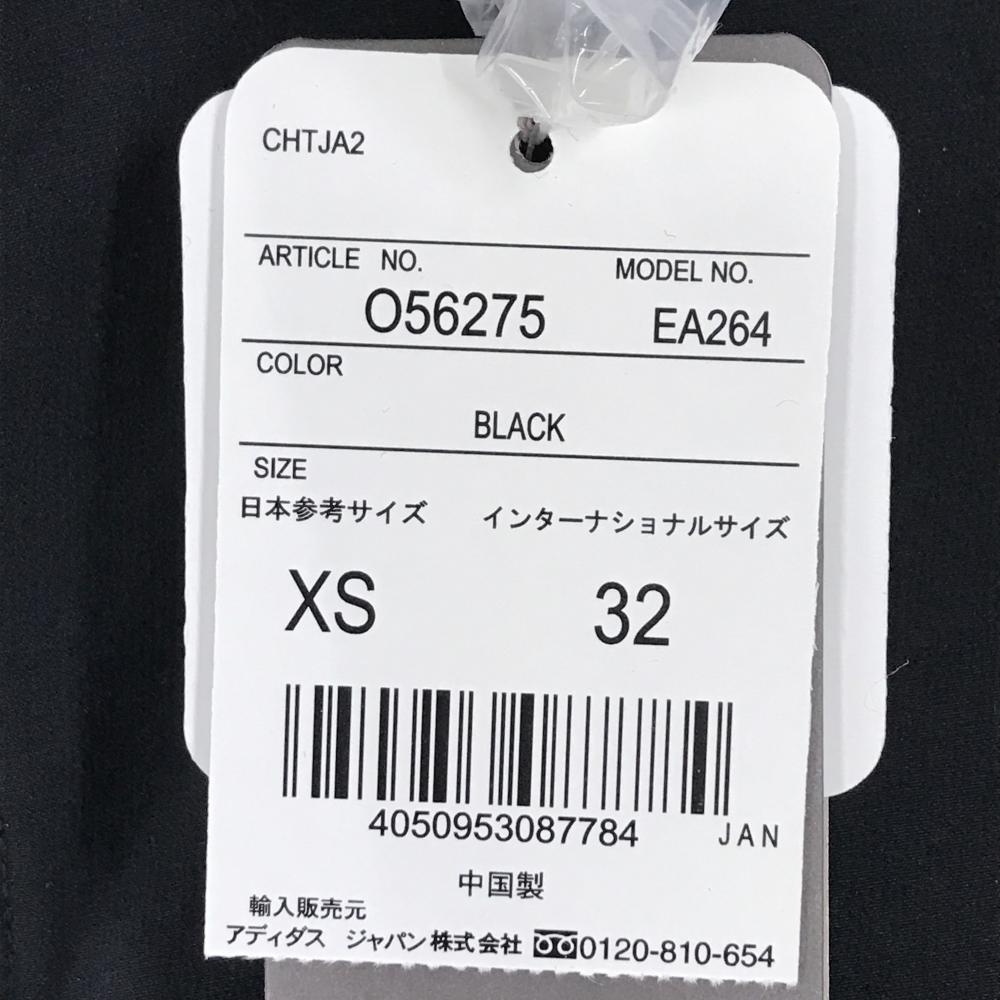 CHTJA2
ARTICLE NO. MODEL NO.
O56275 EA264
COLOR
BLACK
SIZE
日本参考サイズ インターナショナルサイズ
XS 32
4050953087784 JAN
中国製
輸入販売元
アディダス ジャパン株式会社 0120-810-654